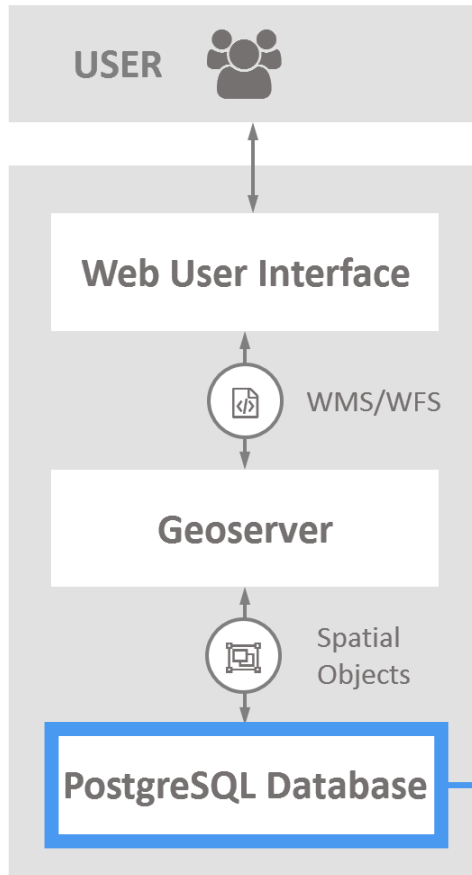 USER
Web User Interface
WMS/WFS
Geoserver
Spatial
Objects
PostgreSQL Database